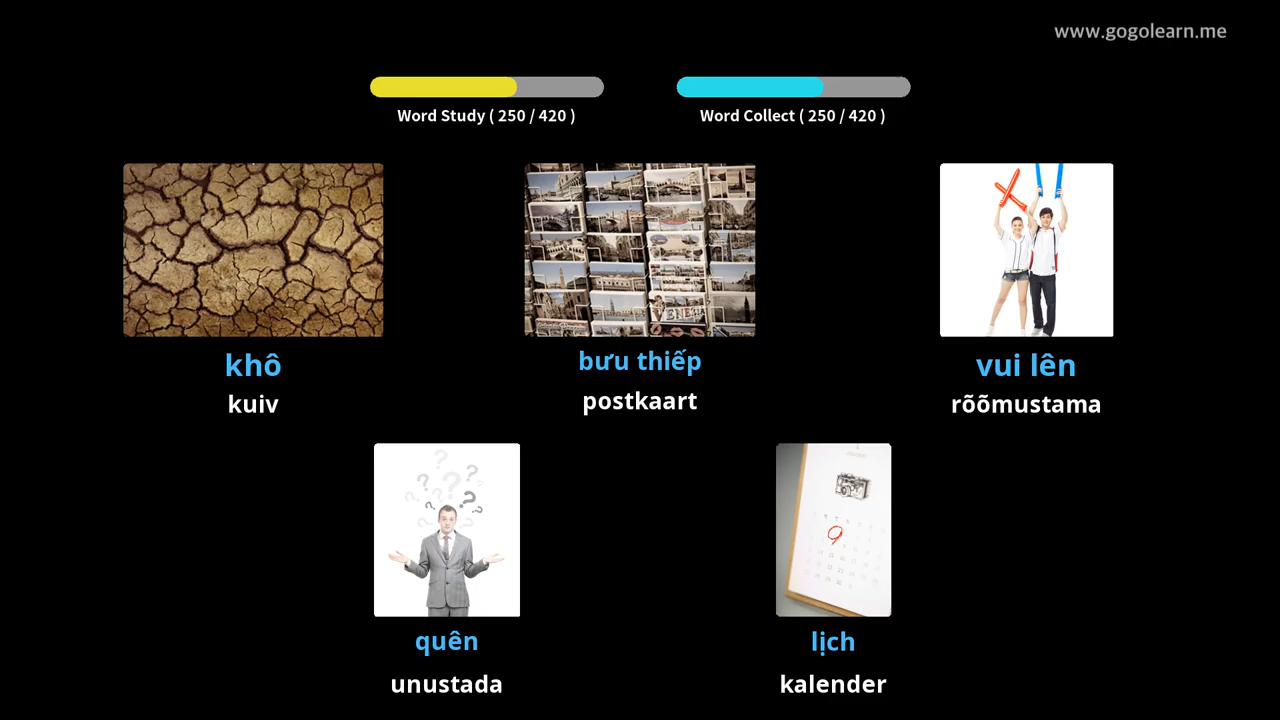 www.gogolearn.me
Word Study ( 250 / 420 )
Word Collect ( 250 / 420 )
khô
kuiv
bưu thiếp
postkaart
vui lên
rõõmustama
quên
unustada
lịch
kalender